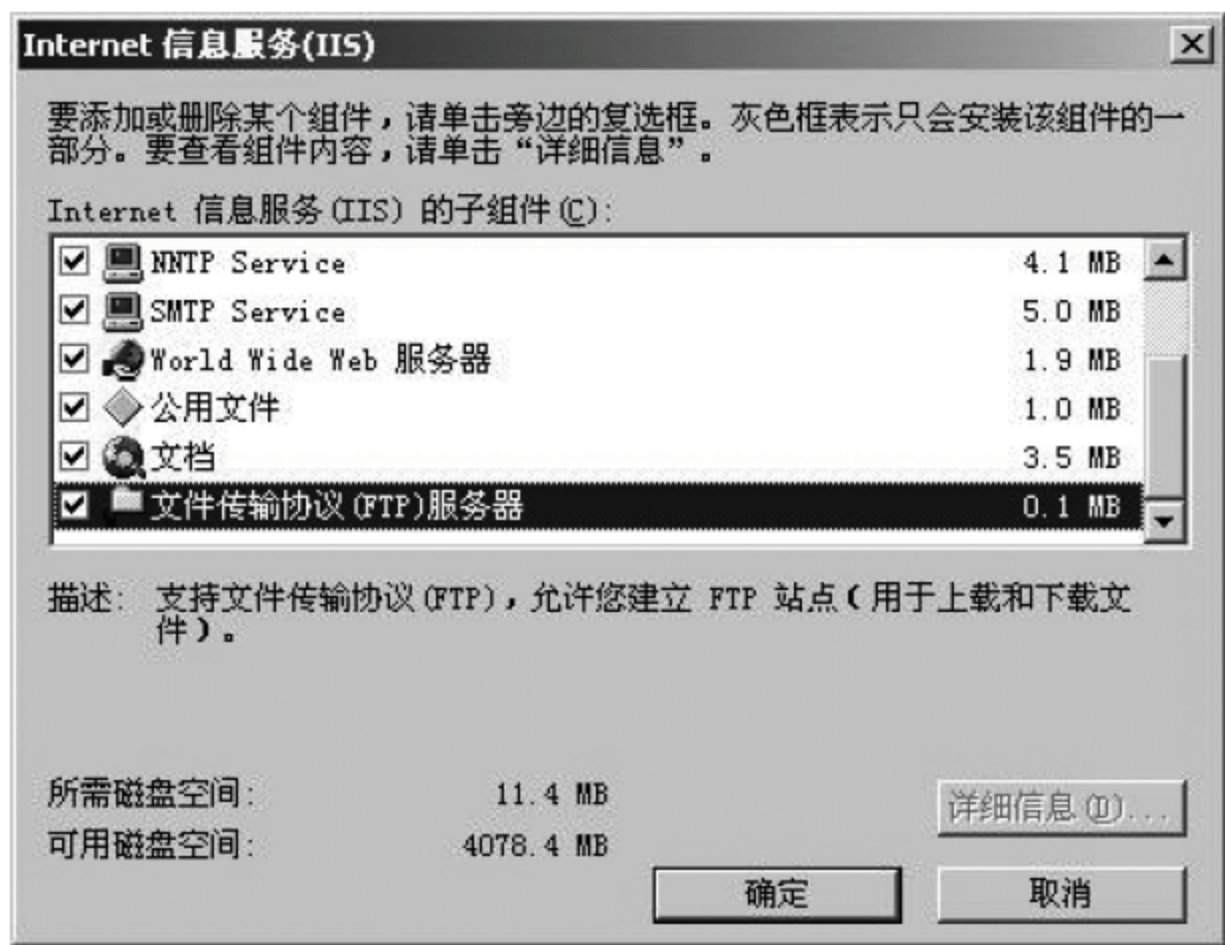 Internet 信息服务(IIS)
要添加或删除某个组件，请单击旁边的复选框。灰色框表示只会安装该组件的一
部分。要查看组件内容，请单击“详细信息”。
Internet 信息服务(IIS) 的子组件(C):
NNTP Service 4.1 MB
SMTP Service 5.0 MB
World Wide Web 服务器 1.9 MB
公用文件 1.0 MB
文档 3.5 MB
文件传输协议(FTP)服务器 0.1 MB
描述: 支持文件传输协议(FTP)，允许您建立 FTP 站点(用于上载和下载文
件)。
所需磁盘空间: 11.4 MB
详细信息(D)...
可用磁盘空间: 4078.4 MB
确定 取消